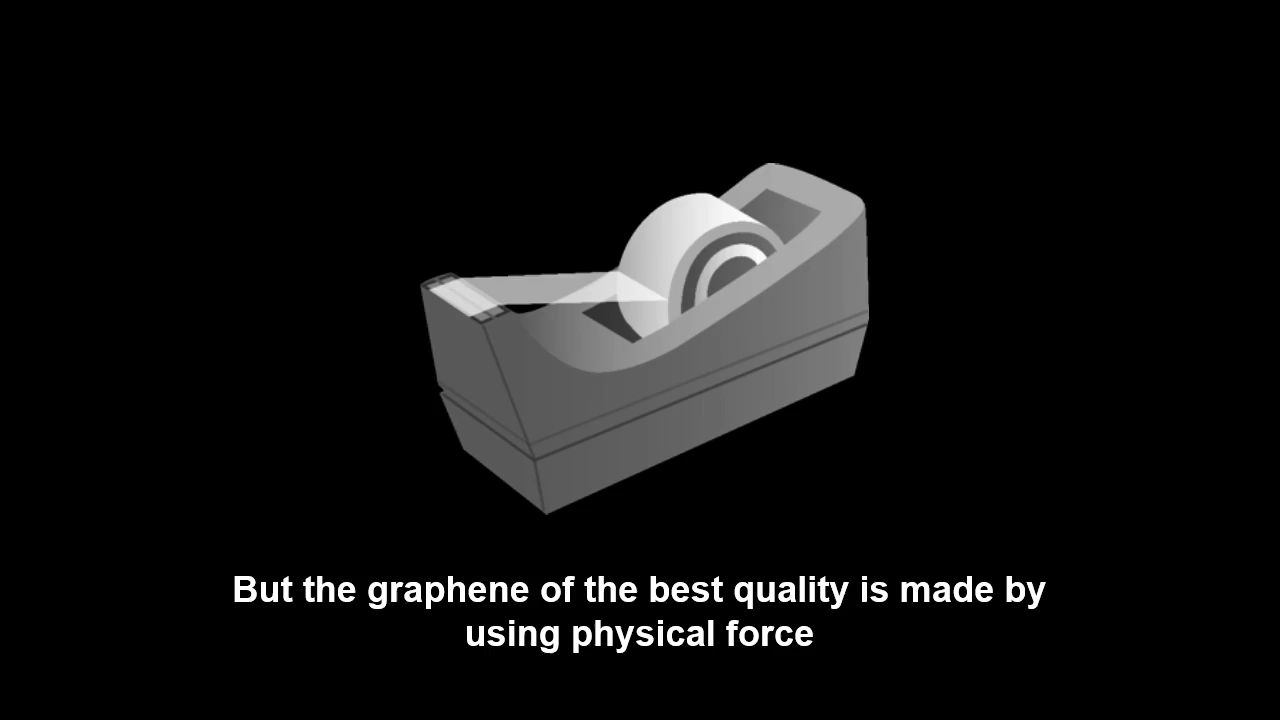 But the graphene of the best quality is made by
using physical force